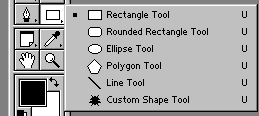 Rectangle Tool U
Rounded Rectangle Tool U
Ellipse Tool U
Polygon Tool U
Line Tool U
Custom Shape Tool U